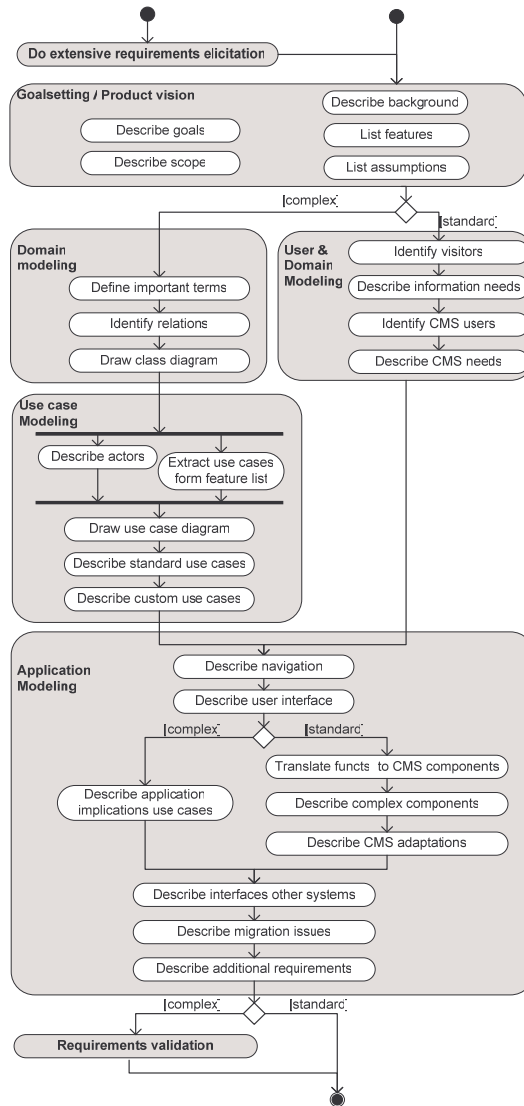 Do extensive requirements elicitation
Goalsetting / Product vision
Describe background
Describe goals
List features
Describe scope
List assumptions
[complex]
[standard]
Domain
modeling
User &
Domain
Modeling
Identify visitors
Define important terms
Describe information needs
Identify relations
Identify CMS users
Draw class diagram
Describe CMS needs
Use case
Modeling
Describe actors
Extract use cases
form feature list
Draw use case diagram
Describe standard use cases
Describe custom use cases
Application
Modeling
Describe navigation
Describe user interface
[complex]
[standard]
Translate functs to CMS components
Describe application
implications use cases
Describe complex components
Describe CMS adaptations
Describe interfaces other systems
Describe migration issues
Describe additional requirements
[complex]
[standard]
Requirements validation